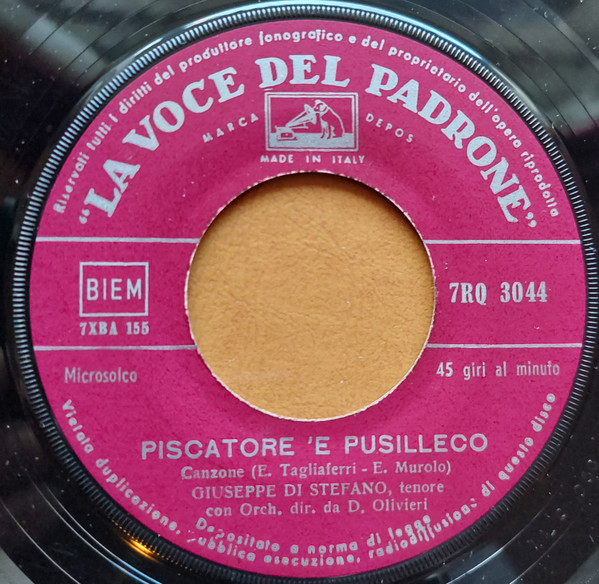 Riservati tutti i diritti del produttore fonografico e del proprietario dell'opera riprodotta
"LA VOCE DEL PADRONE"
MARCA DEPOS
MADE IN ITALY
BIEM
7XBA 155
7RQ 3044
Microsolco
45 giri al minuto
PISCATORE 'E PUSILLECO
Canzone (E. Tagliaferri - E. Murolo)
GIUSEPPE DI STEFANO, tenore
con Orch. dir. da D. Olivieri
Depositato a norma di legge
Vietata duplicazione, pubblica esecuzione, radiodiffusione di questo disco